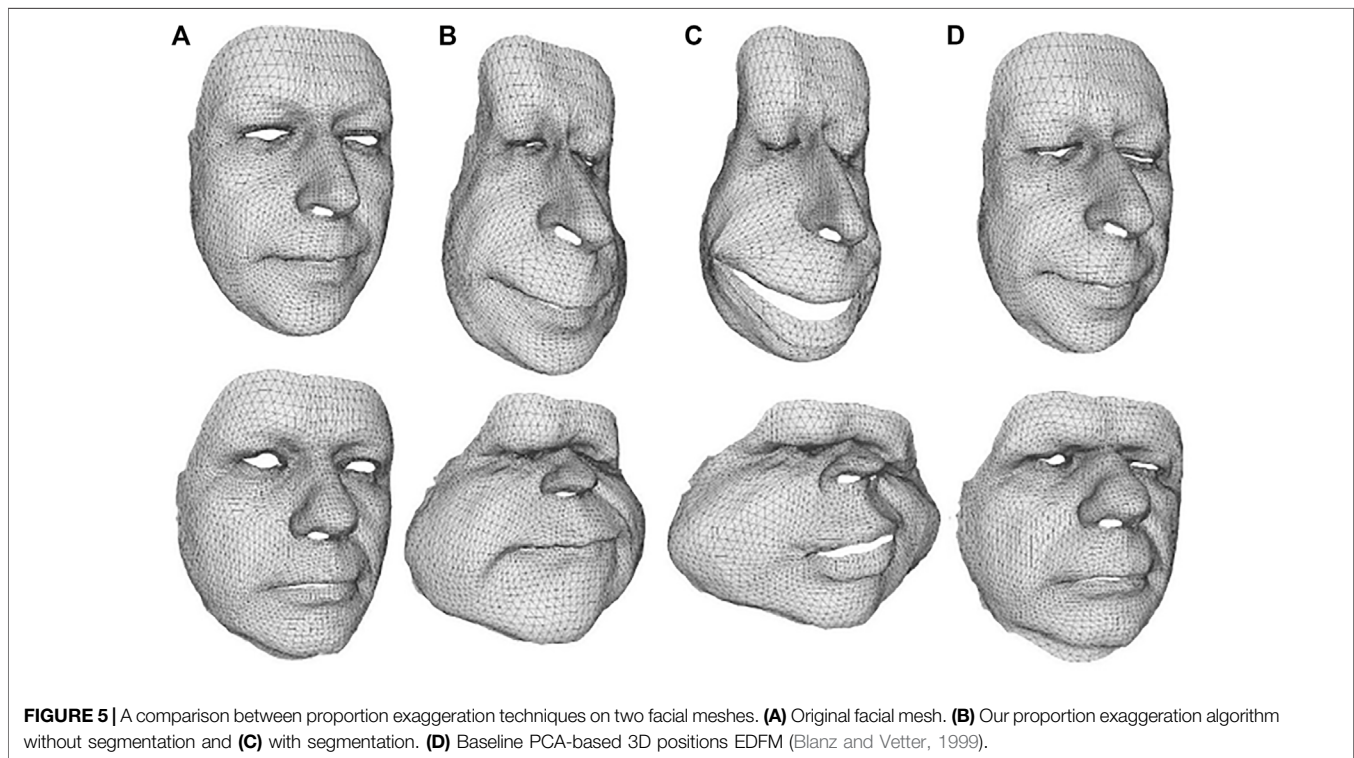 A B C D
FIGURE 5 | A comparison between proportion exaggeration techniques on two facial meshes. (A) Original facial mesh. (B) Our proportion exaggeration algorithm
without segmentation and (C) with segmentation. (D) Baseline PCA-based 3D positions EDFM (Blanz and Vetter, 1999).